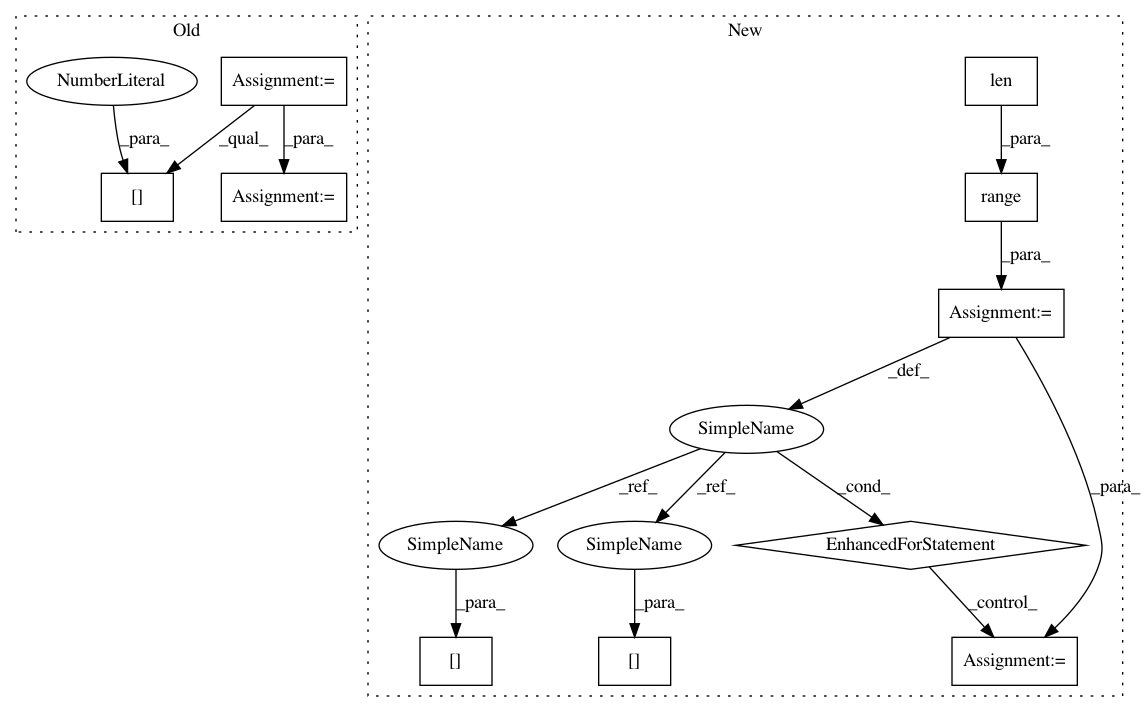 Old
New
NumberLiteral
Assignment:=
len
_para_
_qual_
_para_
_para_
[]
Assignment:=
range
_para_
Assignment:=
_def_
SimpleName
_ref_
_ref_
_cond_
_para_
SimpleName
SimpleName
EnhancedForStatement
_para_
_para_
_control_
[]
[]
Assignment:=